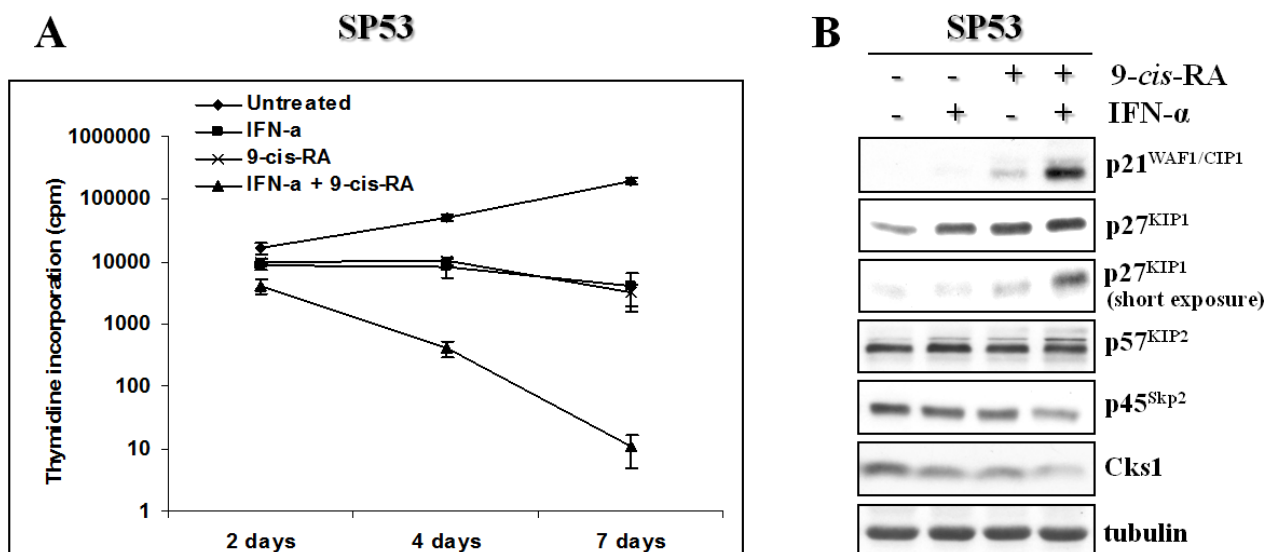 A
SP53
Untreated
IFN-a
9-cis-RA
IFN-a + 9-cis-RA
Thymidine incorporation (cpm)
1000000
100000
10000
1000
100
10
1
2 days
4 days
7 days
B
SP53
- - + + 9-cis-RA
- + - + IFN-α
p21WAF1/CIP1
p27KIP1
p27KIP1
(short exposure)
p57KIP2
p45Skp2
Cks1
tubulin